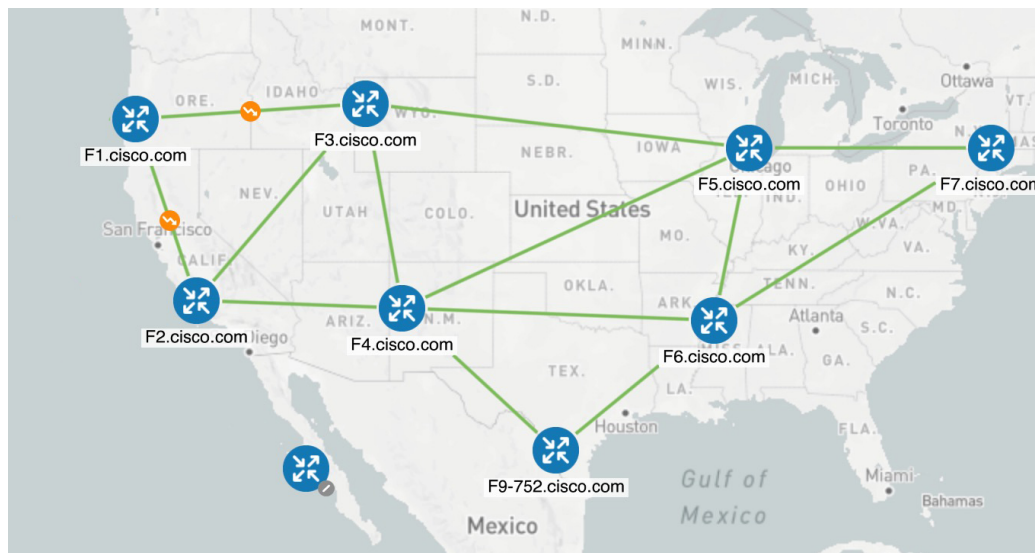 MONT.
N.D.
MINN.
Ottawa
ORE.
IDAHO
WYO.
S.D.
WIS.
MICH.
Toronto
VT.
N.Y.
F1.cisco.com
F3.cisco.com
NEBR.
IOWA
Chicago
F5.cisco.com
F7.cisco.com
PA.
NEV.
UTAH
COLO.
United States
IND.
OHIO
MD.
San Francisco
MO.
KY.
W.VA.
VA.
CALIF.
OKLA.
ARK.
TENN.
N.C.
F2.cisco.com
ARIZ.
N.M.
F4.cisco.com
F6.cisco.com
MISS.
ALA.
Atlanta
S.C.
GA.
TEX.
LA.
Houston
FLA.
F9-752.cisco.com
Gulf of
Mexico
Miami
Bahamas
Mexico